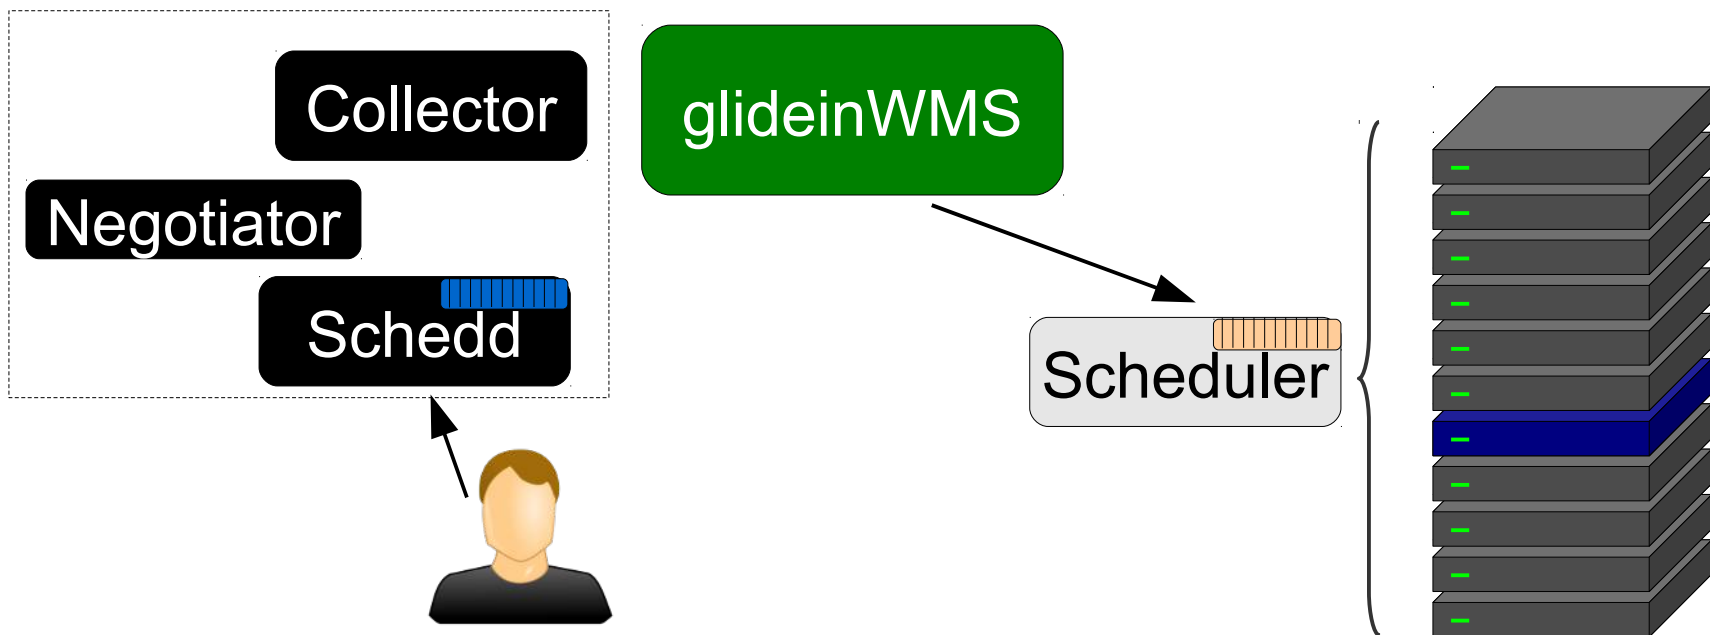 Collector
glideinWMS
Negotiator
Schedd
Scheduler